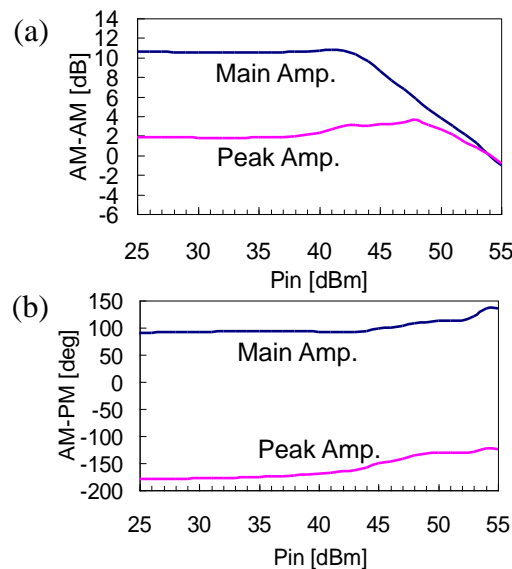 (a)
AM-AM [dB]
14
12
10
8
6
4
2
0
-2
-4
-6
Main Amp.
Peak Amp.
25 30 35 40 45 50 55
Pin [dBm]
(b)
AM-PM [deg]
150
100
50
0
-50
-100
-150
-200
Main Amp.
Peak Amp.
25 30 35 40 45 50 55
Pin [dBm]